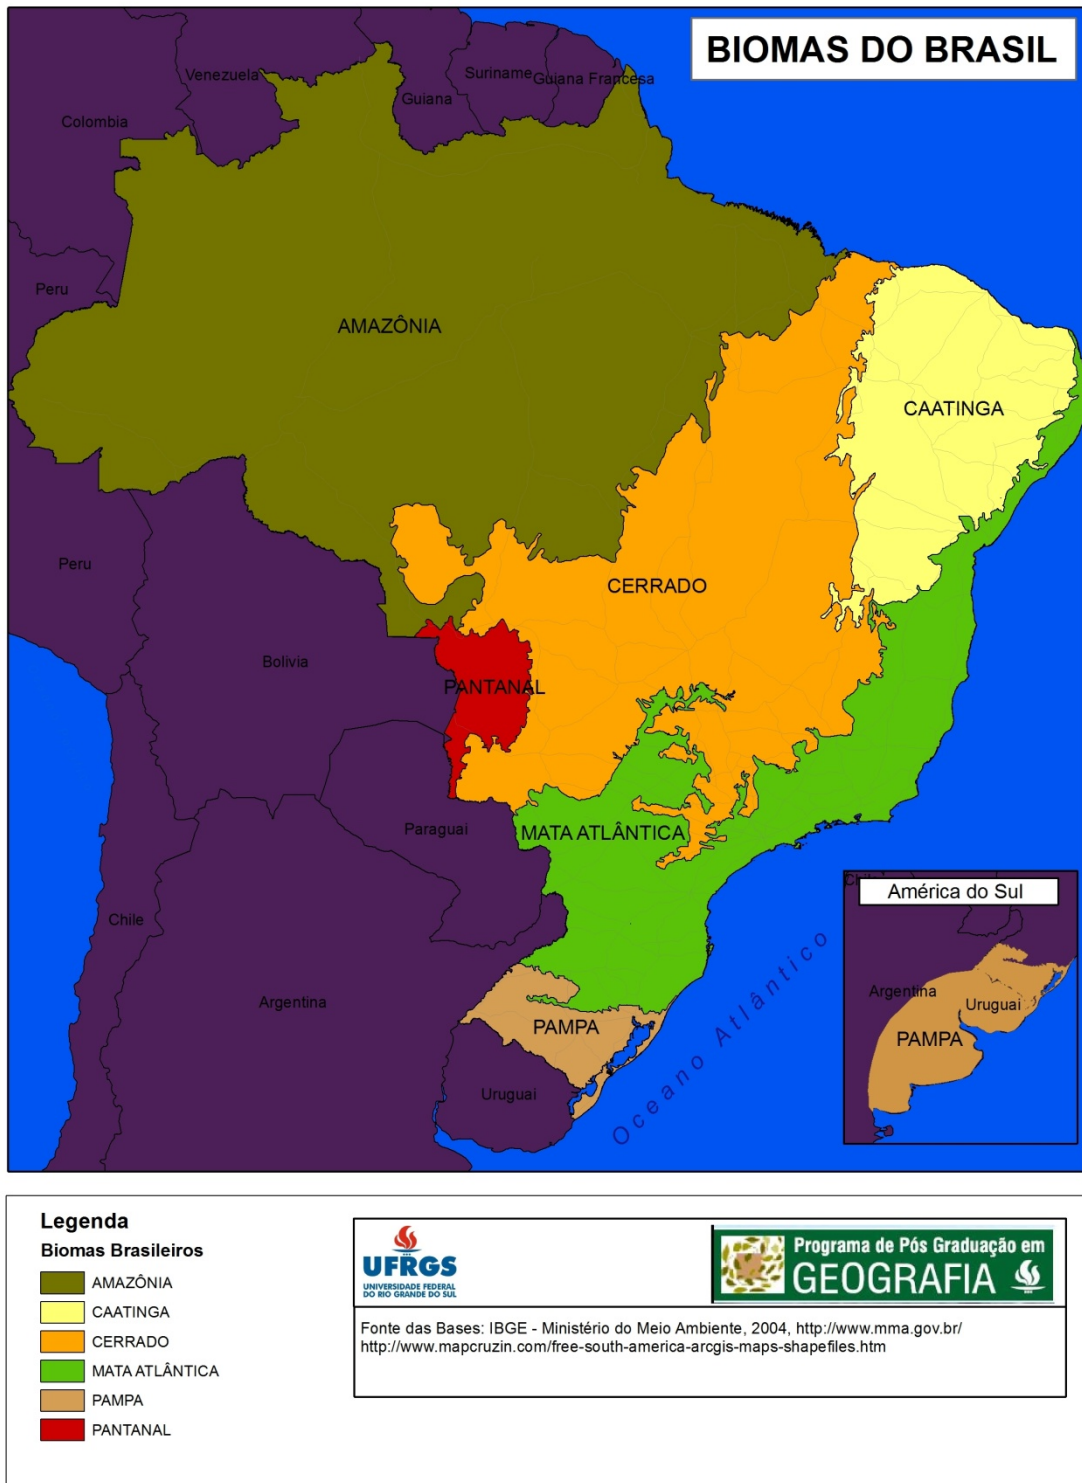 BIOMAS DO BRASIL
Venezuela
Suriname
Guiana Francesa
Guiana
Colombia
Peru
AMAZÔNIA
CAATINGA
Peru
CERRADO
Bolívia
PANTANAL
Paraguai
MATA ATLÂNTICA
Chile
Argentina
PAMPA
Uruguai
Oceano Atlântico
América do Sul
Argentina
Uruguai
PAMPA
Legenda
Biomas Brasileiros
AMAZÔNIA
CAATINGA
CERRADO
MATA ATLÂNTICA
PAMPA
PANTANAL
UFRGS
UNIVERSIDADE FEDERAL
DO RIO GRANDE DO SUL
Programa de Pós Graduação em
GEOGRAFIA
Fonte das Bases: IBGE - Ministério do Meio Ambiente, 2004, http://www.mma.gov.br/
http://www.mapcruzin.com/free-south-america-arcgis-maps-shapefiles.htm